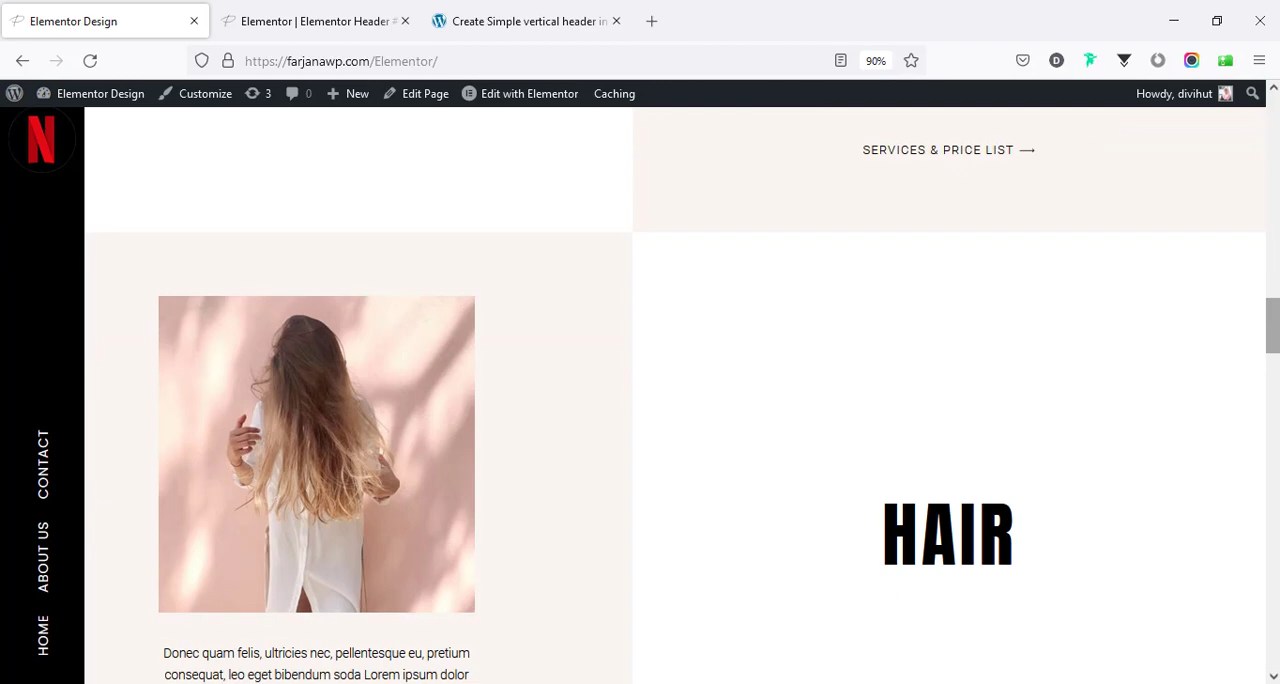 Elementor Design
Elementor | Elementor Header #
Create Simple vertical header in
https://farjanawp.com/Elementor/
90%
D
Elementor Design
Customize
3
0
New
Edit Page
Edit with Elementor
Caching
Howdy, divihut
N
SERVICES & PRICE LIST ⟶
CONTACT
ABOUT US
HOME
HAIR
Donec quam felis, ultricies nec, pellentesque eu, pretium
consequat, leo eget bibendum soda Lorem ipsum dolor